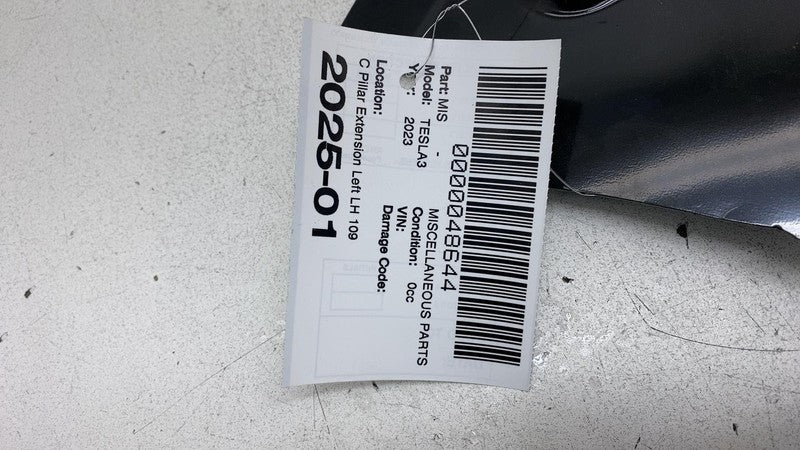 0000048644
Part: MIS - MISCELLANEOUS PARTS
Model: TESLA3 Condition: 0cc
Year: 2023 VIN:
Location: Damage Code:
C Pillar Extension Left LH 109
2025-01